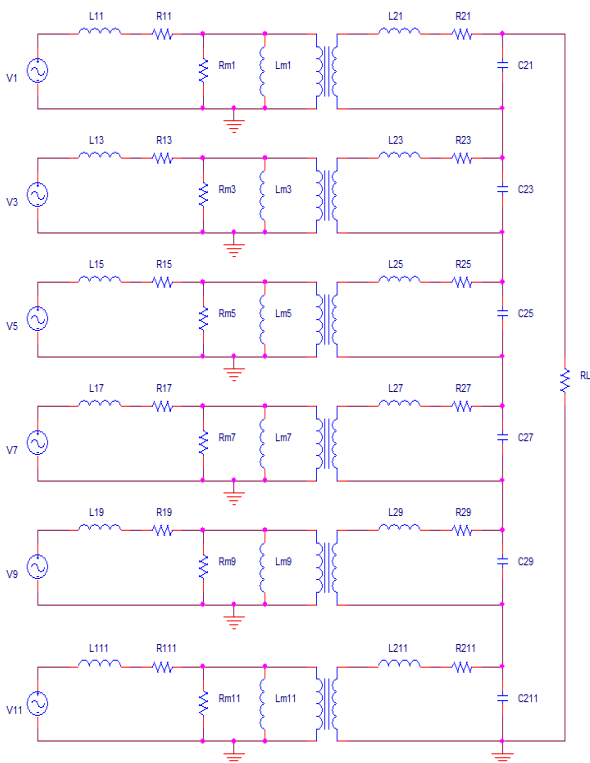 L11 R11 L21 R21
V1 Rm1 Lm1 C21
L13 R13 L23 R23
V3 Rm3 Lm3 C23
L15 R15 L25 R25
V5 Rm5 Lm5 C25
RL
L17 R17 L27 R27
V7 Rm7 Lm7 C27
L19 R19 L29 R29
V9 Rm9 Lm9 C29
L111 R111 L211 R211
V11 Rm11 Lm11 C211